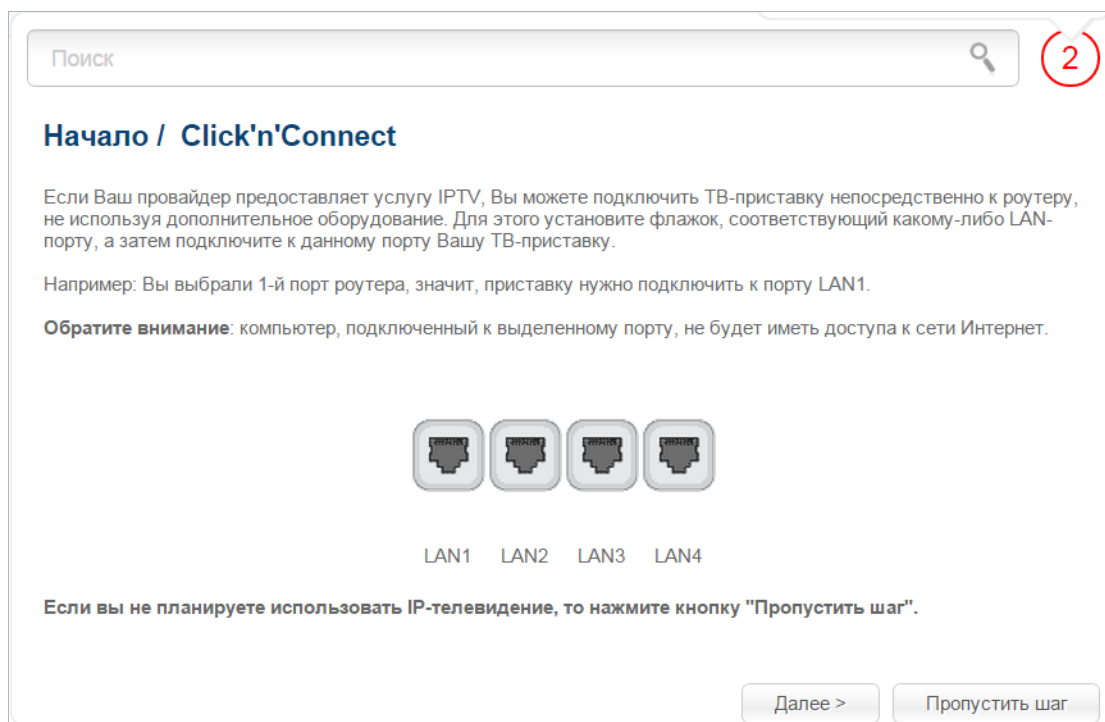 Поиск
2
Начало / Click'n'Connect
Если Ваш провайдер предоставляет услугу IPTV, Вы можете подключить ТВ-приставку непосредственно к роутеру,
не используя дополнительное оборудование. Для этого установите флажок, соответствующий какому-либо LAN-
порту, а затем подключите к данному порту Вашу ТВ-приставку.
Например: Вы выбрали 1-й порт роутера, значит, приставку нужно подключить к порту LAN1.
Обратите внимание: компьютер, подключенный к выделенному порту, не будет иметь доступа к сети Интернет.
LAN1 LAN2 LAN3 LAN4
Если вы не планируете использовать IP-телевидение, то нажмите кнопку "Пропустить шаг".
Далее > Пропустить шаг